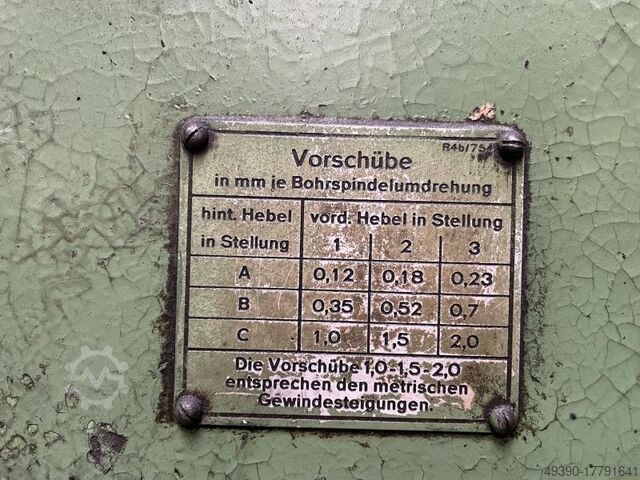 R4b/754
Vorschübe
in mm je Bohrspindelumdrehung
hint. Hebel vord. Hebel in Stellung
in Stellung 1 2 3
A 0,12 0,18 0,23
B 0,35 0,52 0,7
C 1,0 1,5 2,0
Die Vorschübe 1,0-1,5-2,0
entsprechen den metrischen
Gewindesteigungen.
49390-17791641